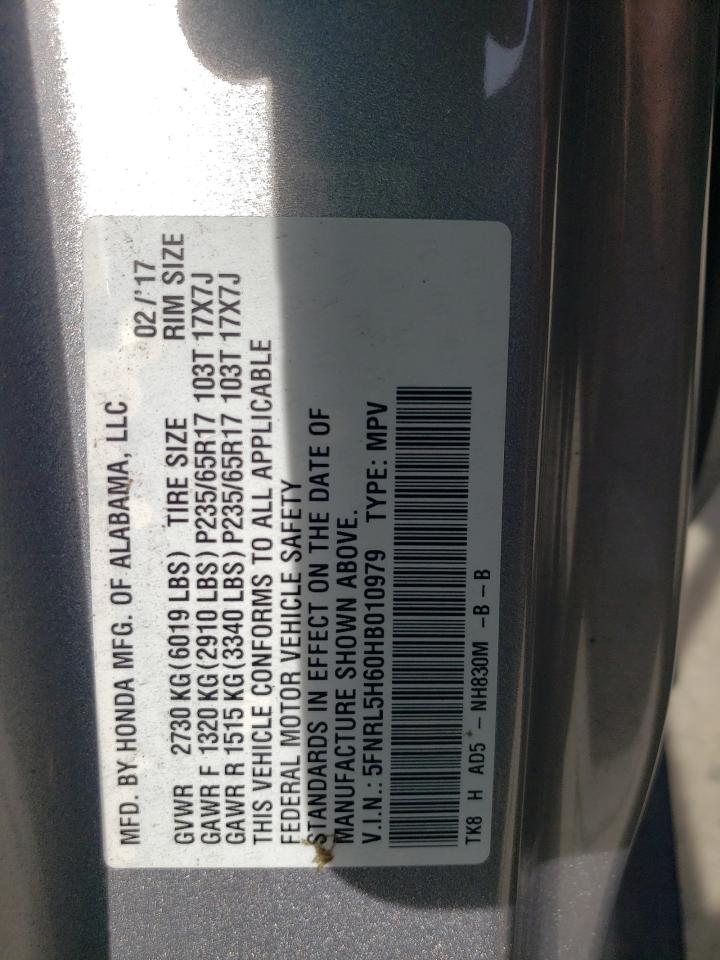 MFD. BY HONDA MFG. OF ALABAMA, LLC 02/'17
GVWR 2730 KG(6019 LBS) TIRE SIZE RIM SIZE
GAWR F 1320 KG(2910 LBS) P235/65R17 103T 17X7J
GAWR R 1515 KG(3340 LBS) P235/65R17 103T 17X7J
THIS VEHICLE CONFORMS TO ALL APPLICABLE
FEDERAL MOTOR VEHICLE SAFETY
STANDARDS IN EFFECT ON THE DATE OF
MANUFACTURE SHOWN ABOVE.
V.I.N.: 5FNRL5H60HB010979 TYPE: MPV
TK8 H AD5 - NH830M -B-B